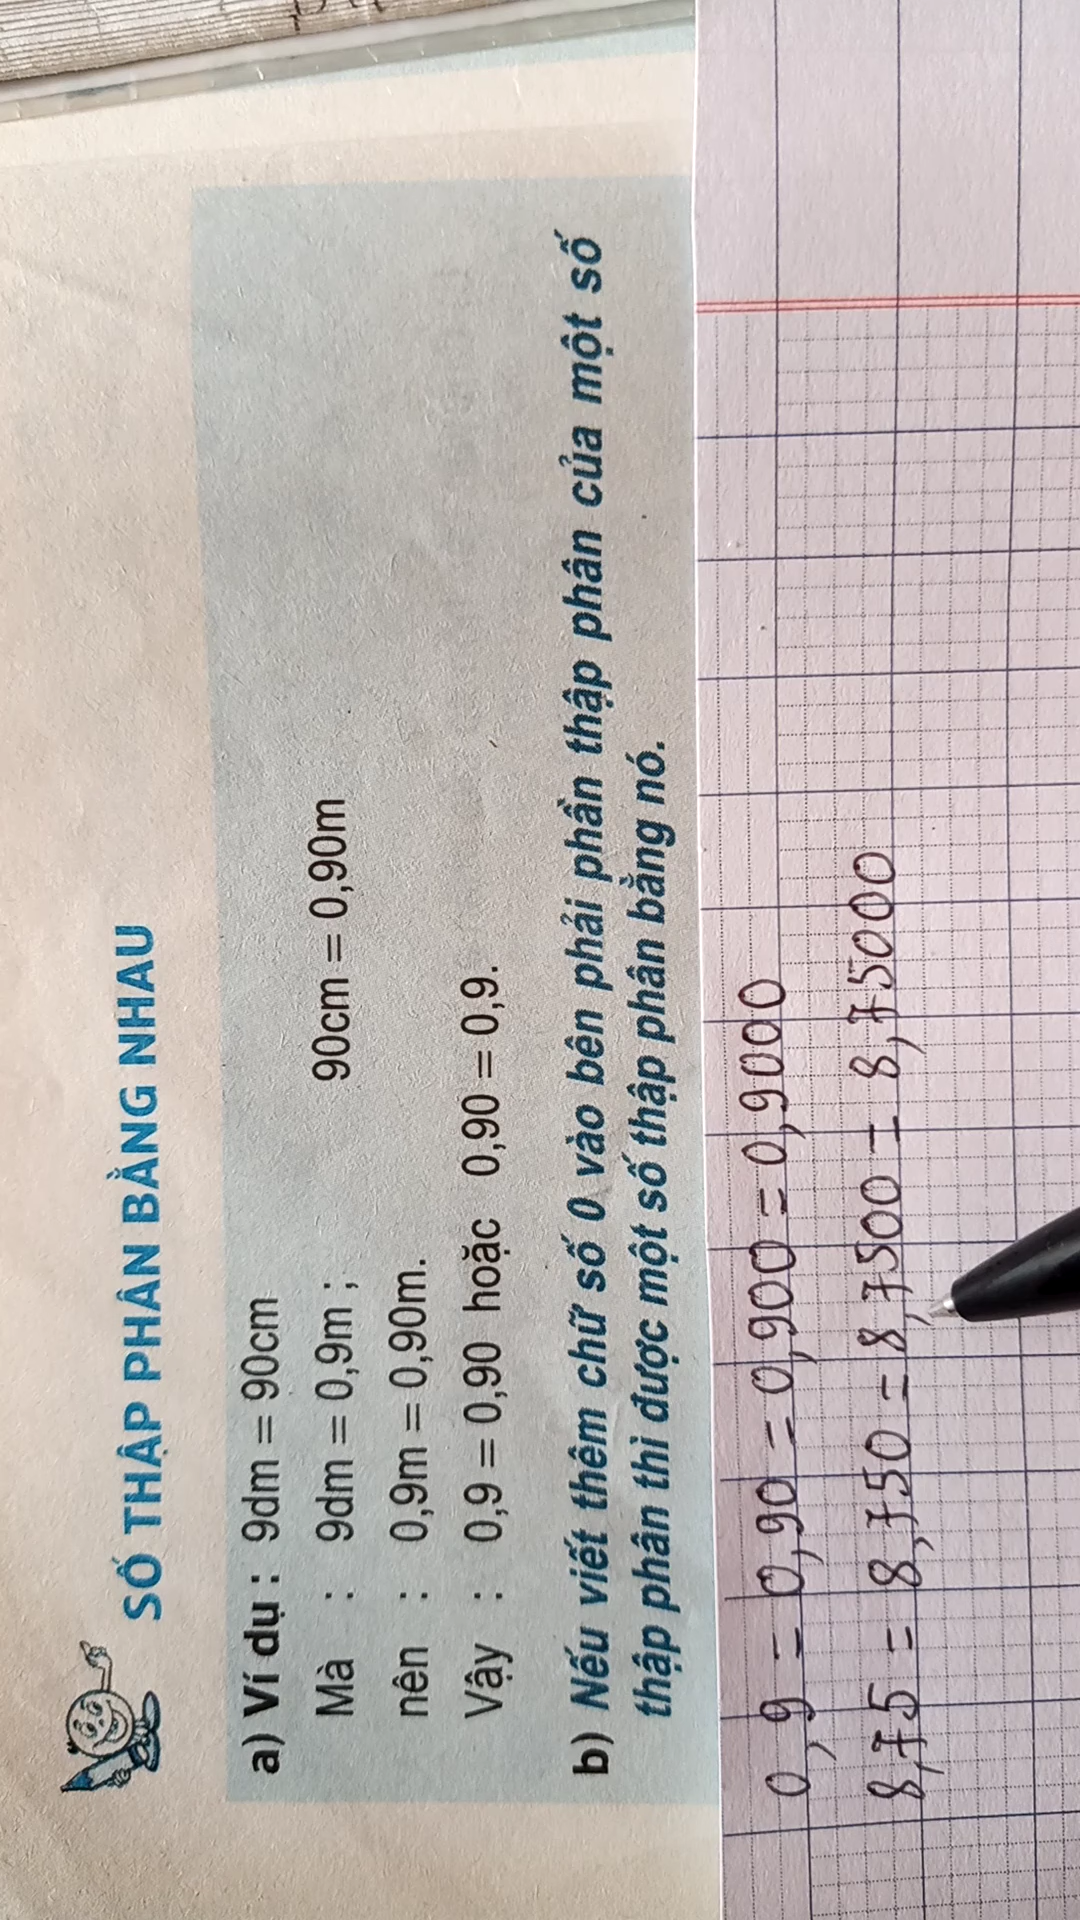 SỐ THẬP PHÂN BẰNG NHAU
a) Ví dụ : 9dm = 90cm
Mà : 9dm = 0,9m ; 90cm = 0,90m
nên : 0,9m = 0,90m.
Vậy : 0,9 = 0,90 hoặc 0,90 = 0,9.
b) Nếu viết thêm chữ số 0 vào bên phải phần thập phân của một số
thập phân thì được một số thập phân bằng nó.
0,9 = 0,90 = 0,900 = 0,9000
8,75 = 8,750 = 8,7500 = 8,75000